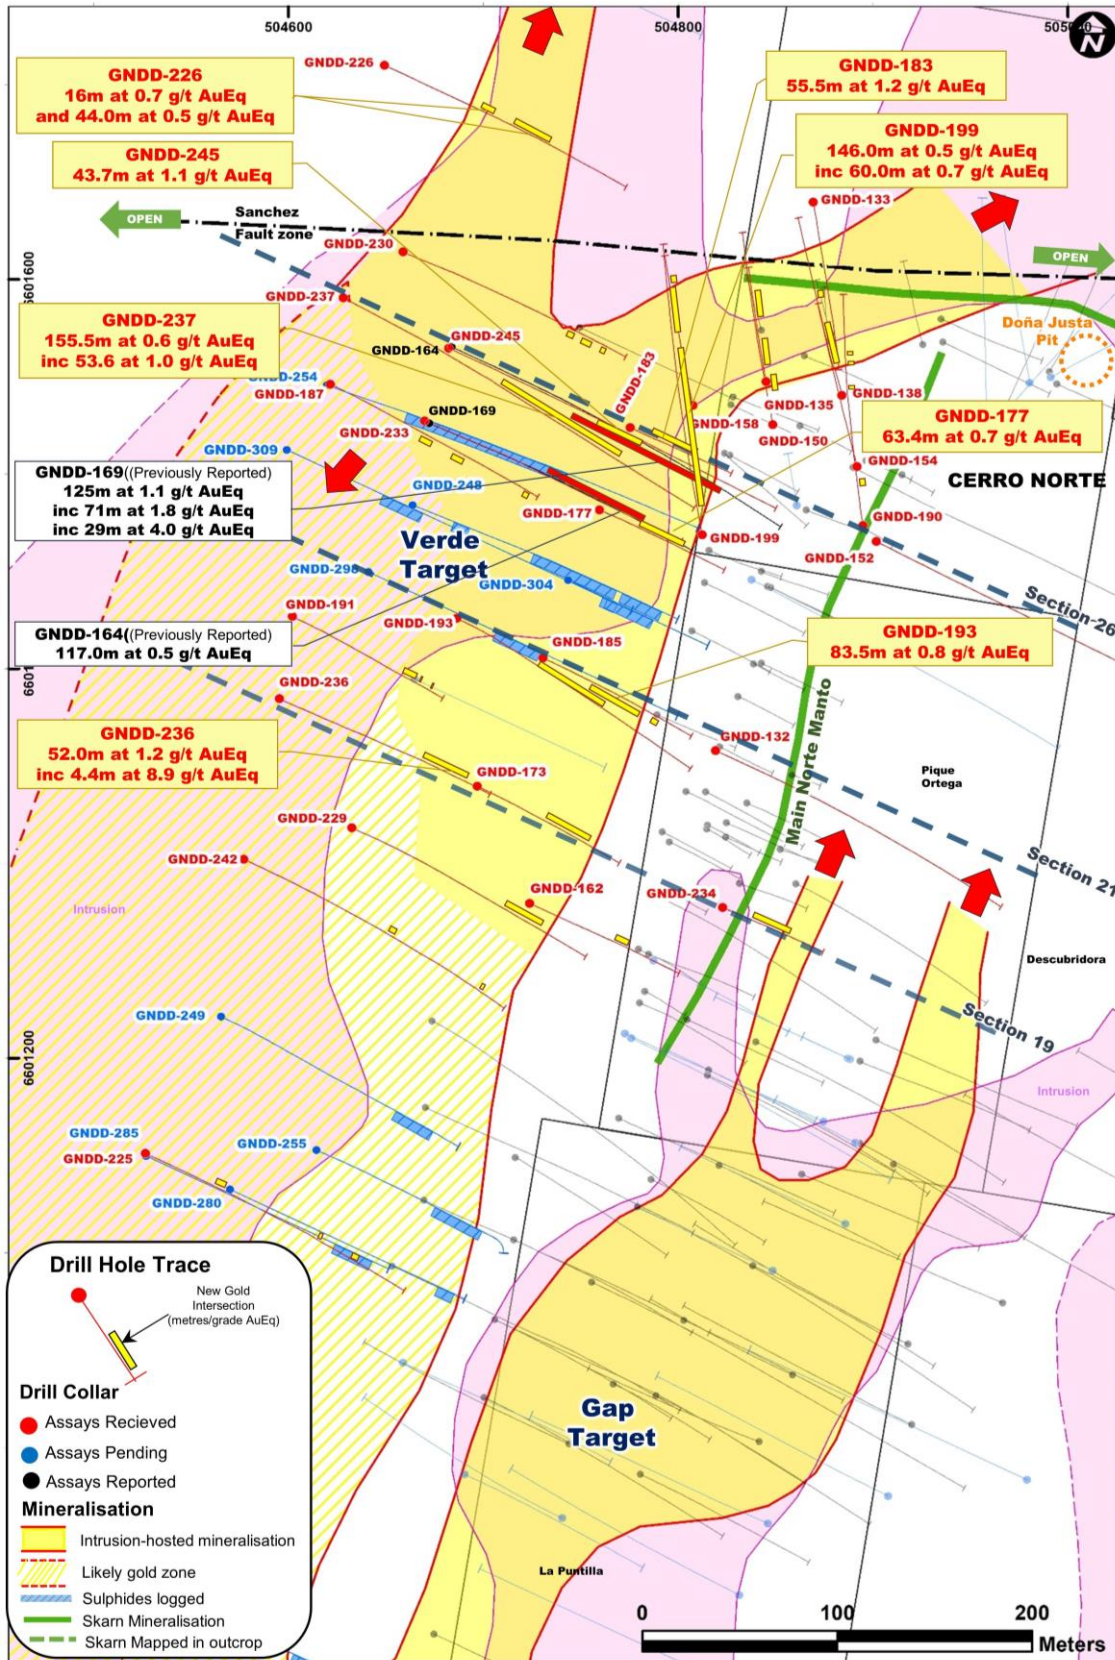 504600
504800
N
GNDD-226
GNDD-226
16m at 0.7 g/t AuEq
and 44.0m at 0.5 g/t AuEq
GNDD-183
55.5m at 1.2 g/t AuEq
GNDD-199
146.0m at 0.5 g/t AuEq
inc 60.0m at 0.7 g/t AuEq
GNDD-245
43.7m at 1.1 g/t AuEq
GNDD-133
OPEN
Sanchez
Fault zone
GNDD-230
OPEN
6601600
GNDD-237
GNDD-237
155.5m at 0.6 g/t AuEq
inc 53.6 at 1.0 g/t AuEq
GNDD-245
GNDD-164
Doña Justa
Pit
GNDD-254
GNDD-187
GNDD-183
GNDD-135
GNDD-138
GNDD-169
GNDD-158
GNDD-150
GNDD-177
63.4m at 0.7 g/t AuEq
GNDD-233
GNDD-309
GNDD-154
CERRO NORTE
GNDD-169((Previously Reported)
125m at 1.1 g/t AuEq
inc 71m at 1.8 g/t AuEq
inc 29m at 4.0 g/t AuEq
GNDD-248
GNDD-177
GNDD-199
GNDD-190
GNDD-152
Verde
Target
GNDD-298
GNDD-304
Section-26
GNDD-191
GNDD-193
GNDD-164((Previously Reported)
117.0m at 0.5 g/t AuEq
GNDD-185
GNDD-193
83.5m at 0.8 g/t AuEq
GNDD-236
GNDD-236
52.0m at 1.2 g/t AuEq
inc 4.4m at 8.9 g/t AuEq
GNDD-132
Main Norte Manto
Pique
Ortega
GNDD-173
GNDD-229
GNDD-242
Section 21
GNDD-162
GNDD-234
Intrusion
Descubridora
GNDD-249
Section 19
6601200
Intrusion
GNDD-285
GNDD-225
GNDD-255
GNDD-280
Drill Hole Trace
New Gold
Intersection
(metres/grade AuEq)
Drill Collar
Assays Recieved
Assays Pending
Assays Reported
Mineralisation
Intrusion-hosted mineralisation
Likely gold zone
Sulphides logged
Skarn Mineralisation
Skarn Mapped in outcrop
Gap
Target
La Puntilla
0
100
200
Meters